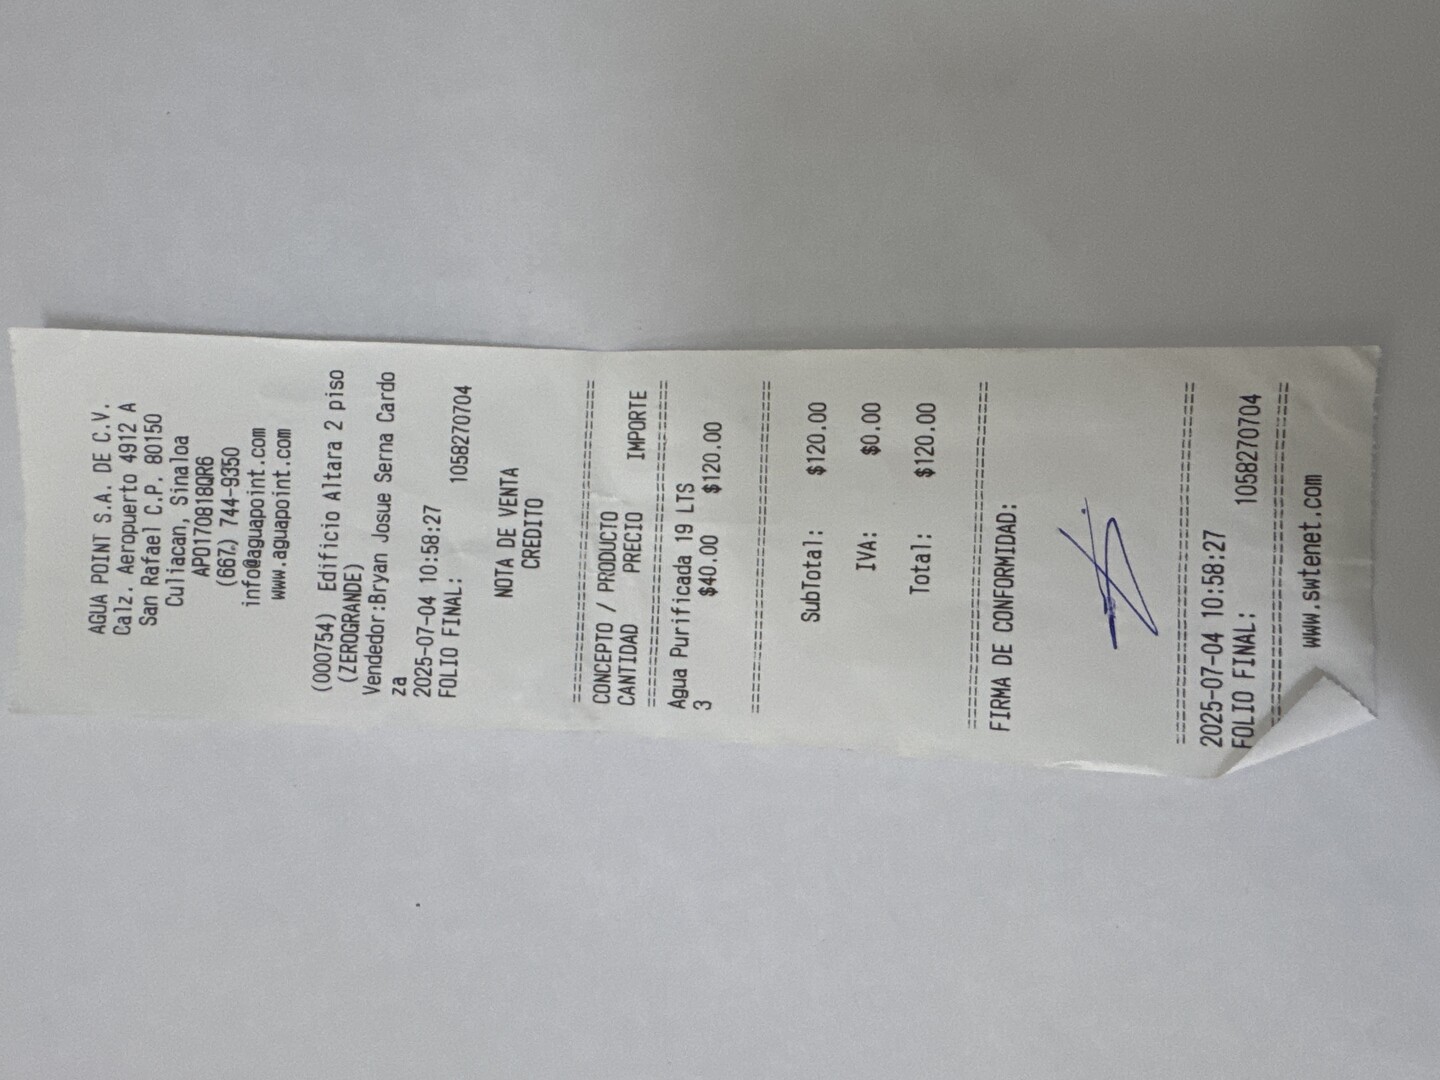 AGUA POINT S.A. DE C.V.
Calz. Aeropuerto 4912 A
San Rafael C.P. 80150
Culiacan, Sinaloa
APO170818QR6
(667) 744-9350
info@aguapoint.com
www.aguapoint.com
(000754) Edificio Altara 2 piso
(ZEROGRANDE)
Vendedor:Bryan Josue Serna Cardo
za
2025-07-04 10:58:27
FOLIO FINAL: 1058270704
NOTA DE VENTA
CREDITO
================================
CONCEPTO / PRODUCTO
CANTIDAD PRECIO IMPORTE
================================
Agua Purificada 19 LTS
3 $40.00 $120.00
================================
SubTotal: $120.00
IVA: $0.00
Total: $120.00
================================
FIRMA DE CONFORMIDAD:
================================
2025-07-04 10:58:27
FOLIO FINAL: 1058270704
================================
www.swtenet.com